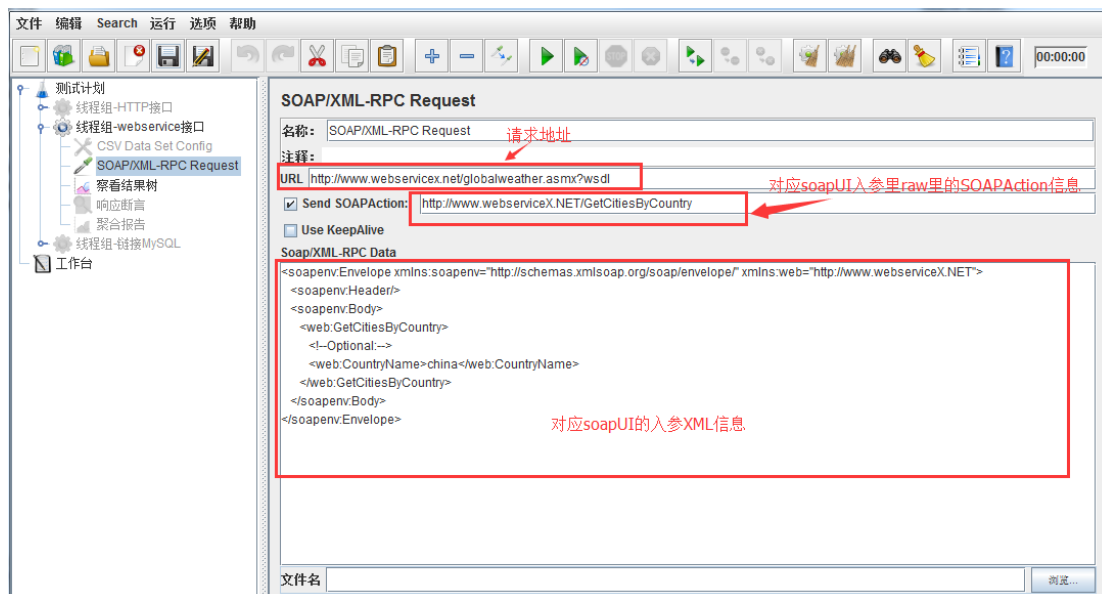 文件 编辑 Search 运行 选项 帮助
00:00:00
测试计划
线程组-HTTP接口
线程组-webservice接口
CSV Data Set Config
SOAP/XML-RPC Request
察看结果树
响应断言
聚合报告
线程组-链接MySQL
工作台
SOAP/XML-RPC Request
名称: SOAP/XML-RPC Request
请求地址
注释:
URL http://www.webservicex.net/globalweather.asmx?wsdl
对应soapUI入参里raw里的SOAPAction信息
Send SOAPAction: http://www.webserviceX.NET/GetCitiesByCountry
Use KeepAlive
Soap/XML-RPC Data
<soapenv:Envelope xmlns:soapenv="http://schemas.xmlsoap.org/soap/envelope/" xmlns:web="http://www.webserviceX.NET">
<soapenv:Header/>
<soapenv:Body>
<web:GetCitiesByCountry>
<!--Optional:-->
<web:CountryName>china</web:CountryName>
</web:GetCitiesByCountry>
</soapenv:Body>
</soapenv:Envelope>
对应soapUI的入参XML信息
文件名
浏览...